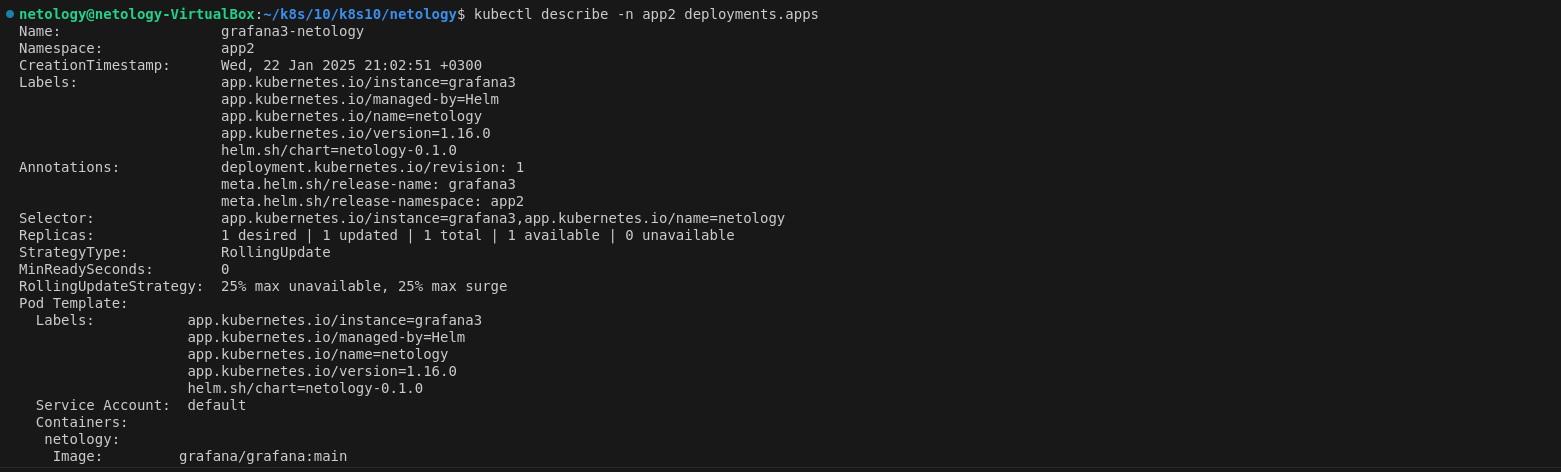 netology@netology-VirtualBox:~/k8s/10/k8s10/netology$ kubectl describe -n app2 deployments.apps
Name:                   grafana3-netology
Namespace:              app2
CreationTimestamp:      Wed, 22 Jan 2025 21:02:51 +0300
Labels:                 app.kubernetes.io/instance=grafana3
                        app.kubernetes.io/managed-by=Helm
                        app.kubernetes.io/name=netology
                        app.kubernetes.io/version=1.16.0
                        helm.sh/chart=netology-0.1.0
Annotations:            deployment.kubernetes.io/revision: 1
                        meta.helm.sh/release-name: grafana3
                        meta.helm.sh/release-namespace: app2
Selector:               app.kubernetes.io/instance=grafana3,app.kubernetes.io/name=netology
Replicas:               1 desired | 1 updated | 1 total | 1 available | 0 unavailable
StrategyType:           RollingUpdate
MinReadySeconds:        0
RollingUpdateStrategy:  25% max unavailable, 25% max surge
Pod Template:
  Labels:           app.kubernetes.io/instance=grafana3
                    app.kubernetes.io/managed-by=Helm
                    app.kubernetes.io/name=netology
                    app.kubernetes.io/version=1.16.0
                    helm.sh/chart=netology-0.1.0
  Service Account:  default
  Containers:
   netology:
    Image:         grafana/grafana:main